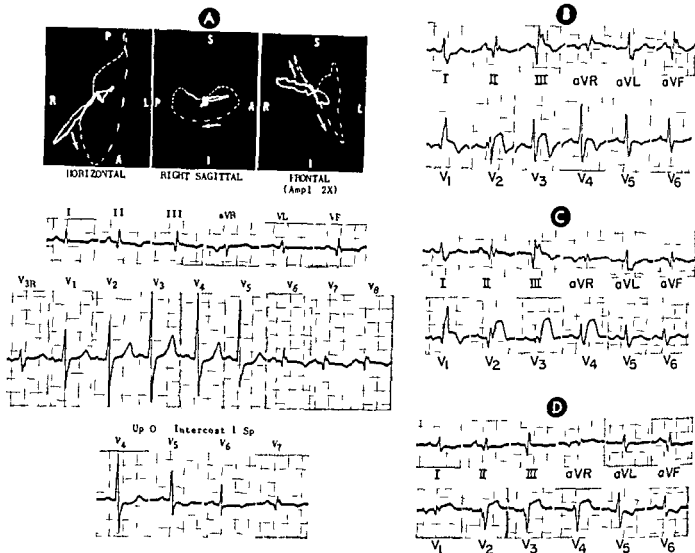 A
P
R
L
A
HORIZONTAL
S
P
A
I
RIGHT SAGITTAL
S
R
L
I
FRONTAL
(Ampl 2X)
I II III aVR VL VF
V3R V1 V2 V3 V4 V5 V6 V7 V8
Up 0 Intercostl Sp
V4 V5 V6 V7
B
I II III aVR aVL aVF
V1 V2 V3 V4 V5 V6
C
I II III aVR aVL aVF
V1 V2 V3 V4 V5 V6
D
I II III aVR aVL aVF
V1 V2 V3 V4 V5 V6